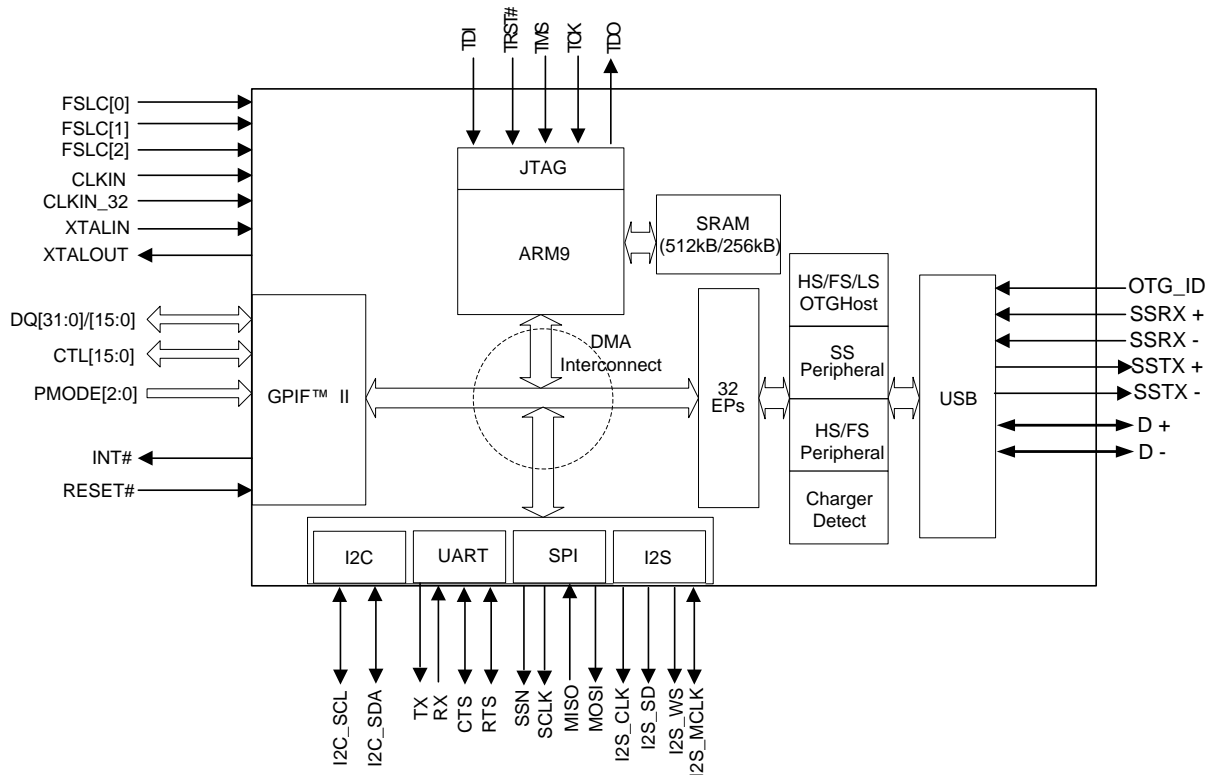 TDI
TRST#
TMS
TCK
TDO
FSLC[0]
FSLC[1]
FSLC[2]
CLKIN
CLKIN_32
XTALIN
XTALOUT
DQ[31:0]/[15:0]
CTL[15:0]
PMODE[2:0]
INT#
RESET#
JTAG
ARM9
SRAM
(512kB/256kB)
DMA
Interconnect
GPIF™ II
32
EPs
HS/FS/LS
OTGHost
SS
Peripheral
HS/FS
Peripheral
Charger
Detect
USB
OTG_ID
SSRX +
SSRX -
SSTX +
SSTX -
D +
D -
I2C
UART
SPI
I2S
I2C_SCL
I2C_SDA
TX
RX
CTS
RTS
SSN
SCLK
MISO
MOSI
I2S_CLK
I2S_SD
I2S_WS
I2S_MCLK